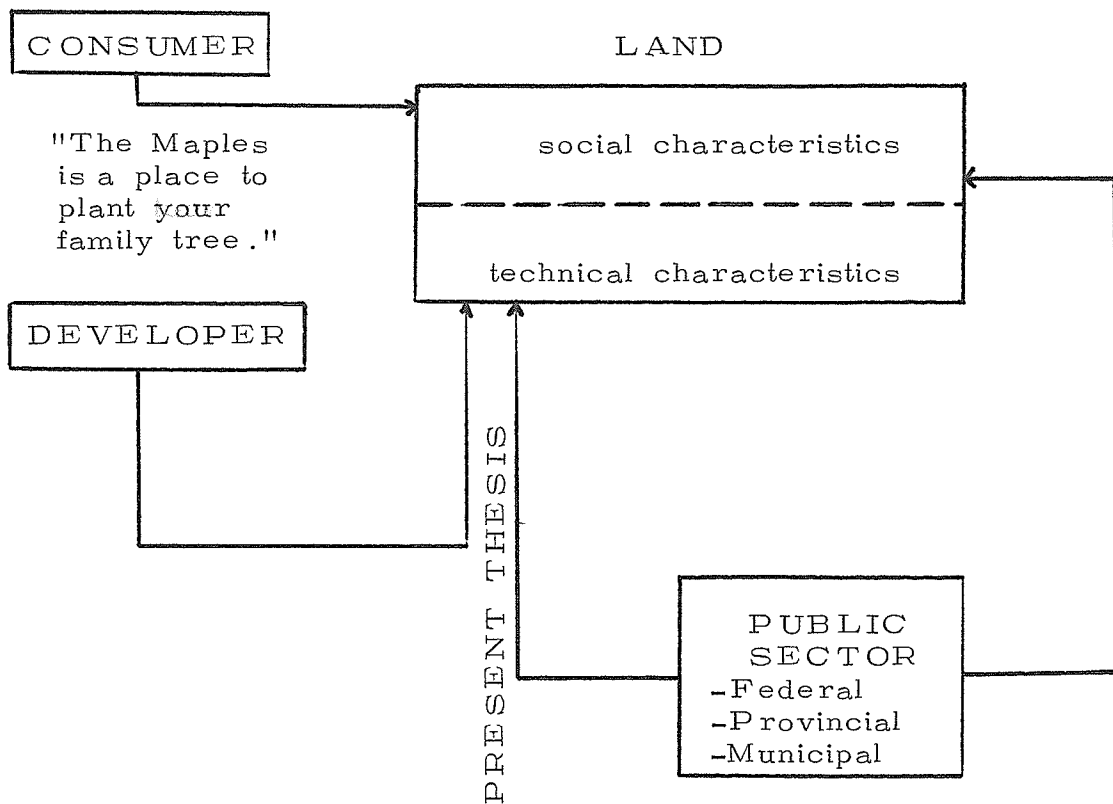 CONSUMER
LAND
"The Maples
is a place to
plant your
family tree."
social characteristics
technical characteristics
DEVELOPER
PRESENT THESIS
PUBLIC
SECTOR
-Federal
-Provincial
-Municipal